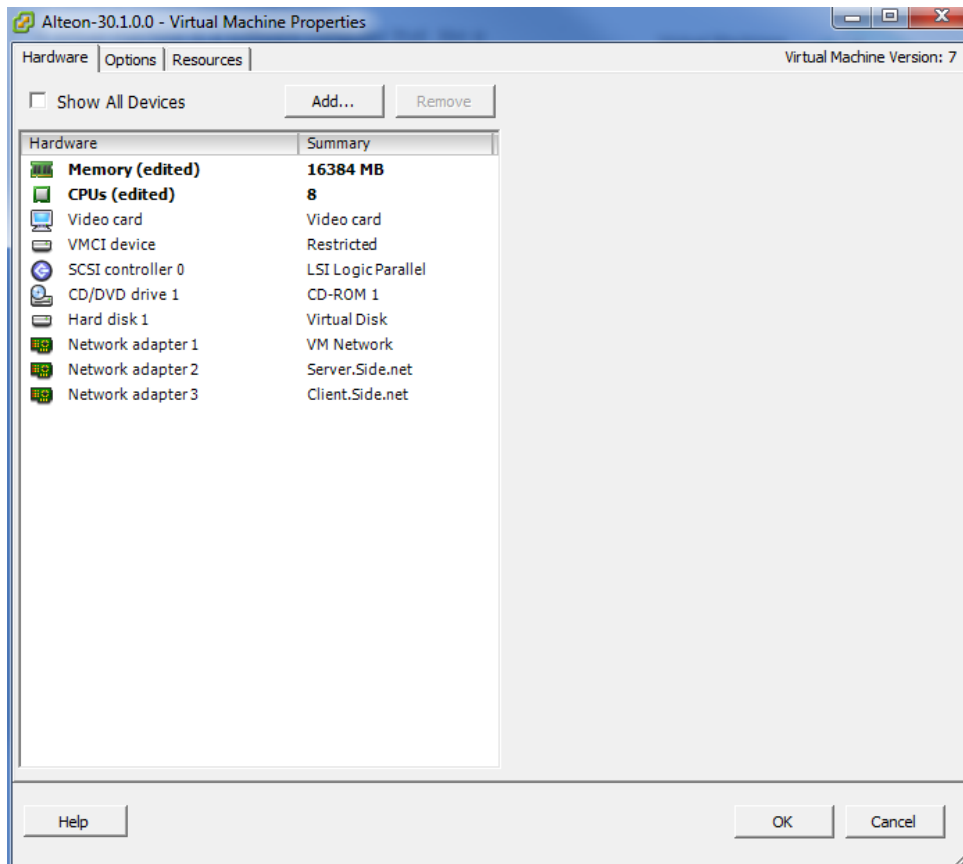 Alteon-30.1.0.0 - Virtual Machine Properties
Hardware Options Resources Virtual Machine Version: 7
Show All Devices Add... Remove
Hardware Summary
Memory (edited) 16384 MB
CPUs (edited) 8
Video card Video card
VMCI device Restricted
SCSI controller 0 LSI Logic Parallel
CD/DVD drive 1 CD-ROM 1
Hard disk 1 Virtual Disk
Network adapter 1 VM Network
Network adapter 2 Server.Side.net
Network adapter 3 Client.Side.net
Help OK Cancel